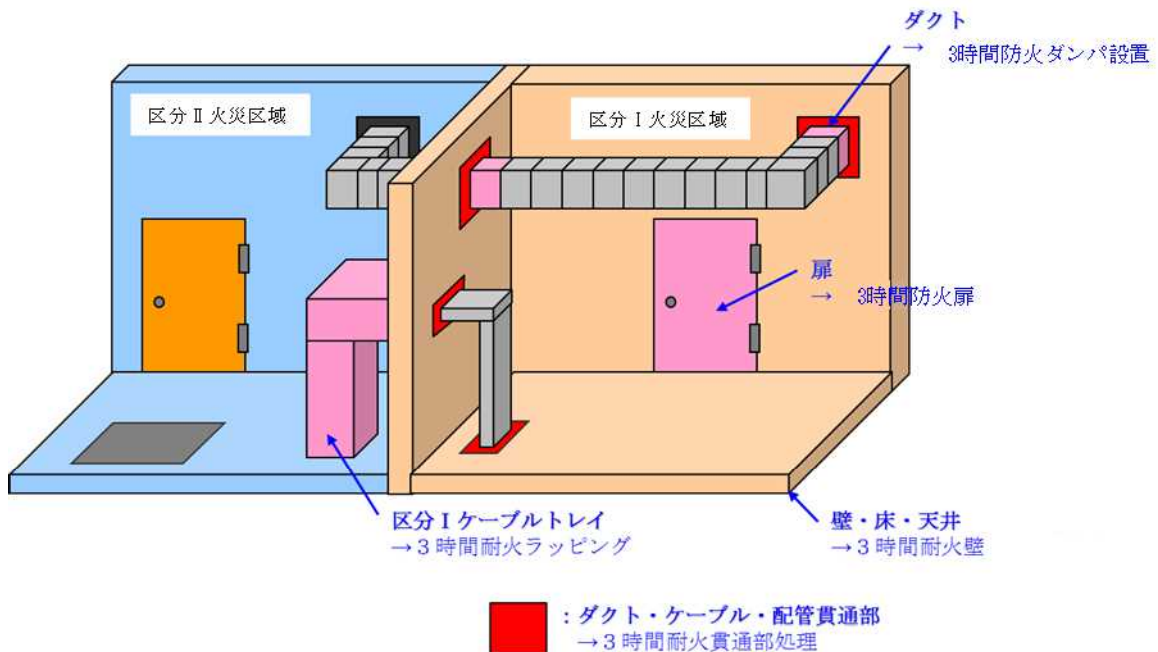 ダクト
→ 3時間防火ダンパ設置
区分Ⅱ火災区域
区分Ⅰ火災区域
扉
→ 3時間防火扉
区分Ⅰケーブルトレイ
→３時間耐火ラッピング
壁・床・天井
→３時間耐火壁
：ダクト・ケーブル・配管貫通部
→３時間耐火貫通部処理